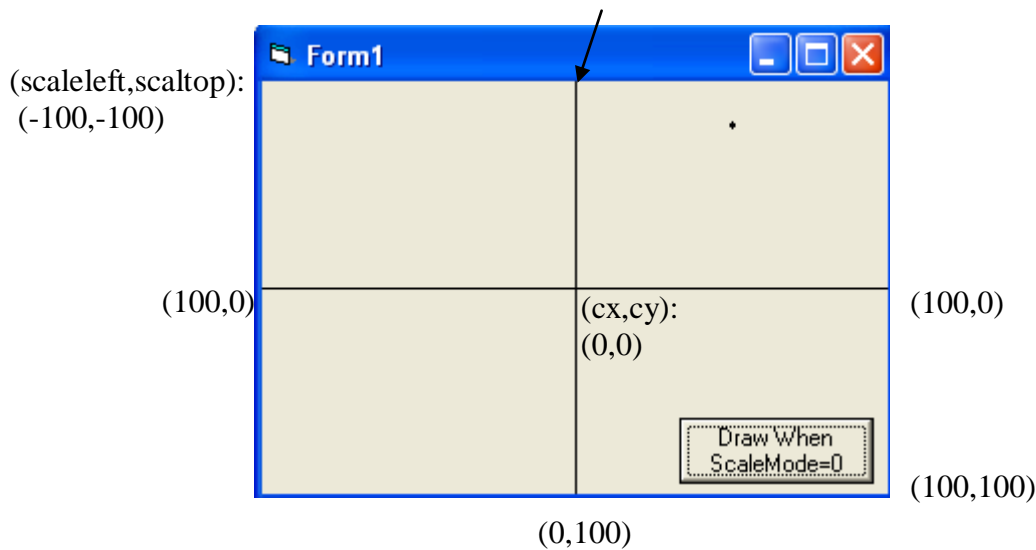 Form1
(scaleleft,scaltop):
(-100,-100)
(100,0)
(cx,cy):
(0,0)
(100,0)
Draw When
ScaleMode=0
(100,100)
(0,100)